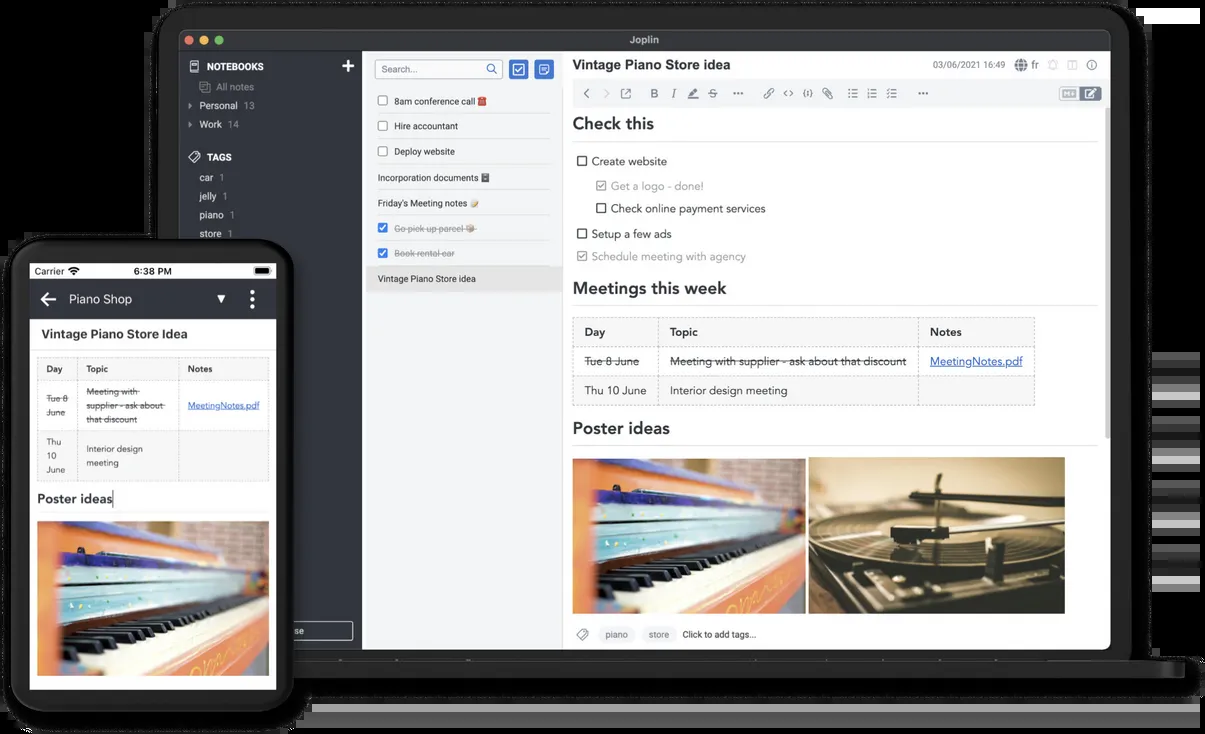 Joplin
NOTEBOOKS
All notes
Personal 13
Work 14
TAGS
car 1
jelly 1
piano 1
store 1
Search...
8am conference call
Hire accountant
Deploy website
Incorporation documents
Friday's Meeting notes
Go pick up parcel
Book rental car
Vintage Piano Store idea
Vintage Piano Store idea
03/06/2021 16:49 fr
B I S
M
Check this
Create website
Get a logo - done!
Check online payment services
Setup a few ads
Schedule meeting with agency
Meetings this week
Day Topic Notes
Tue 8 June Meeting with supplier - ask about that discount MeetingNotes.pdf
Thu 10 June Interior design meeting
Poster ideas
piano store Click to add tags...
Carrier 6:38 PM
Piano Shop
Vintage Piano Store Idea
Day Topic Notes
Tue 8
June
Meeting with
supplier - ask about
that discount
MeetingNotes.pdf
Thu
10
June
Interior design
meeting
Poster ideas